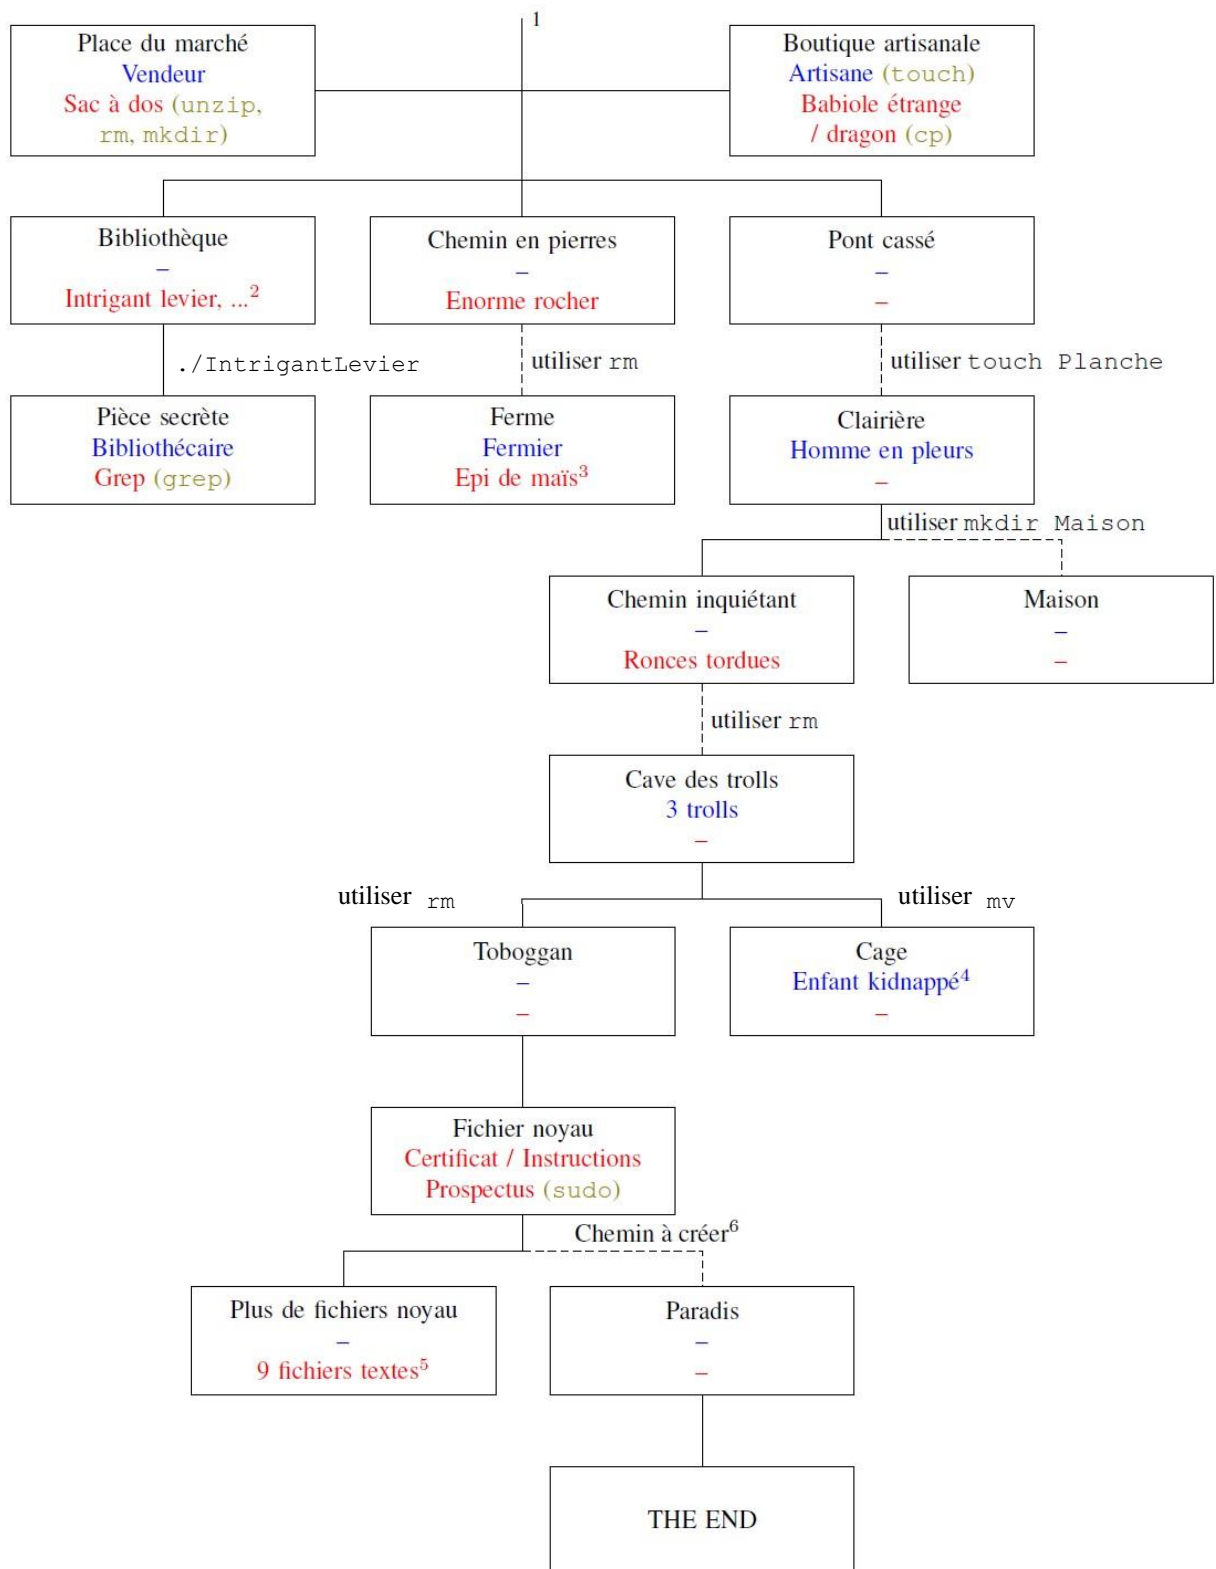 1
Place du marché
Vendeur
Sac à dos (unzip,
rm, mkdir)
Boutique artisanale
Artisane (touch)
Babiole étrange
/ dragon (cp)
Bibliothèque
–
Intrigant levier, ...2
Chemin en pierres
–
Enorme rocher
Pont cassé
–
–
./IntrigantLevier
utiliser rm
utiliser touch Planche
Pièce secrète
Bibliothécaire
Grep (grep)
Ferme
Fermier
Epi de maïs3
Clairière
Homme en pleurs
–
utiliser mkdir Maison
Chemin inquiétant
–
Ronces tordues
Maison
–
–
utiliser rm
Cave des trolls
3 trolls
–
utiliser rm
utiliser mv
Toboggan
–
–
Cage
Enfant kidnappé4
–
Fichier noyau
Certificat / Instructions
Prospectus (sudo)
Chemin à créer6
Plus de fichiers noyau
–
9 fichiers textes5
Paradis
–
–
THE END